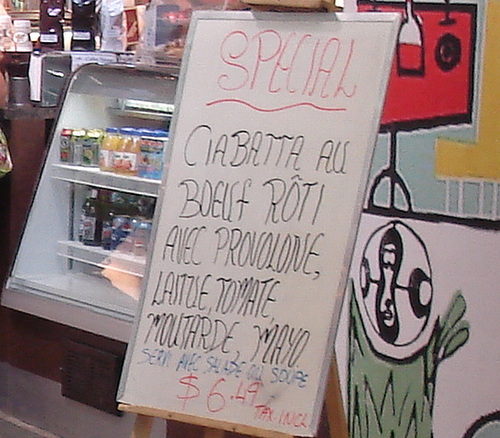 SPECIAL
CIABATTA AU
BOEUF RÔTI
AVEC PROVOLONE,
LAITUE, TOMATE,
MOUTARDE, MAYO
SERVI AVEC SALADE OU SOUPE
$6.49
TAX INCL